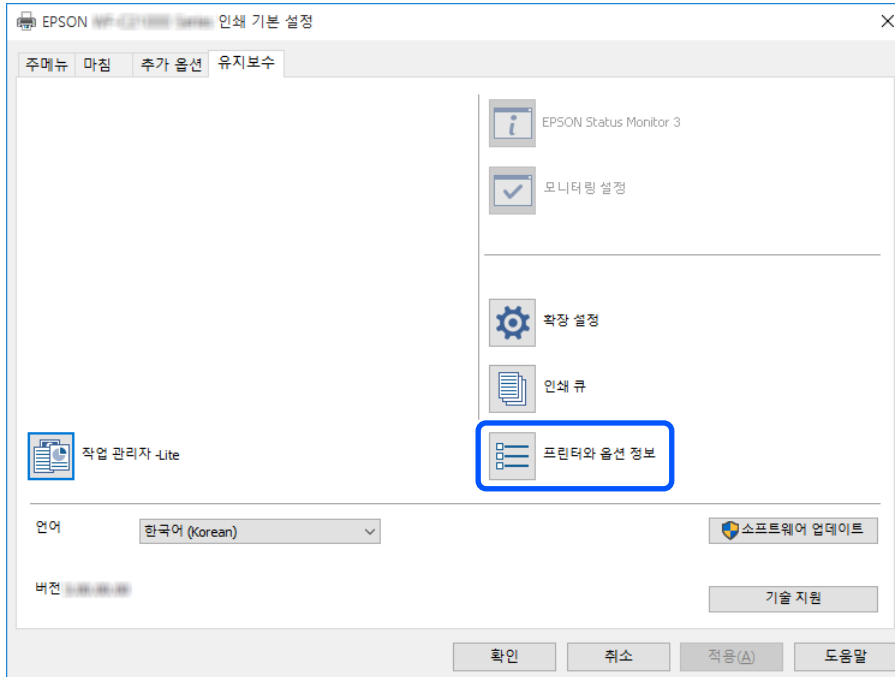 EPSON 인쇄 기본 설정
주메뉴 마침 추가 옵션 유지보수
EPSON Status Monitor 3
모니터링 설정
확장 설정
인쇄 큐
작업 관리자 -Lite
프린터와 옵션 정보
언어
한국어 (Korean)
소프트웨어 업데이트
버전
기술 지원
확인
취소
적용(A)
도움말